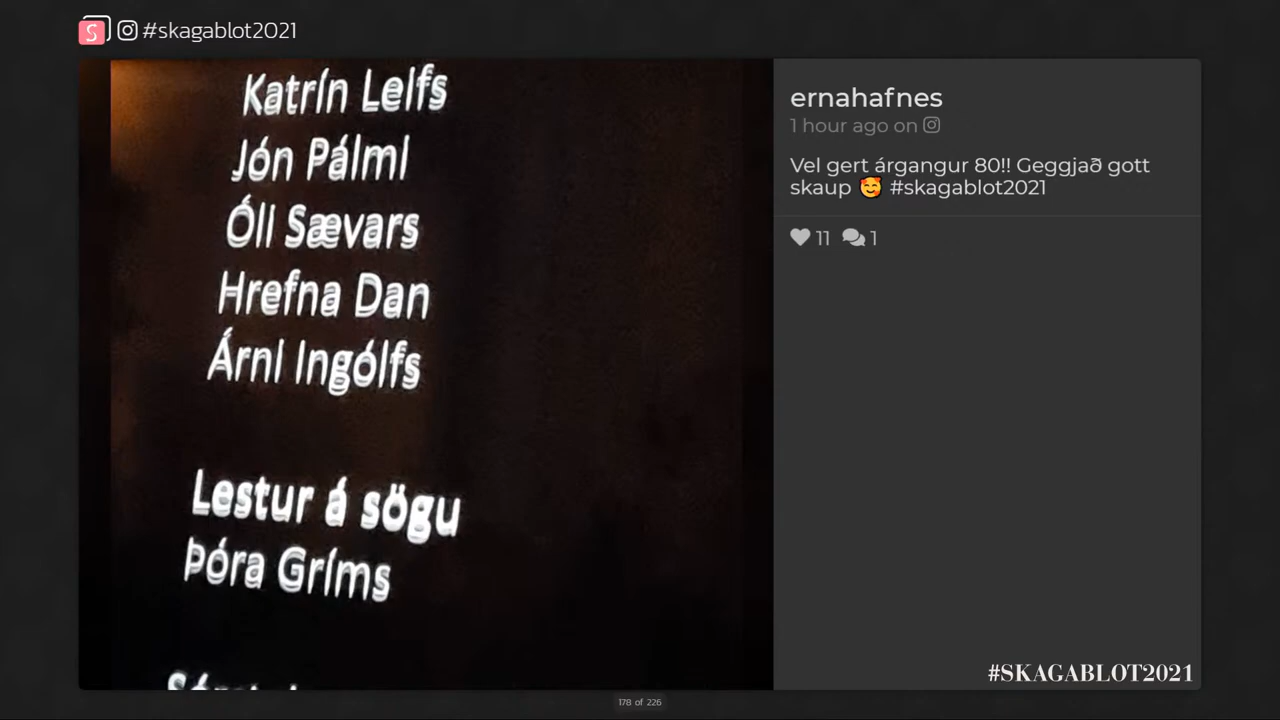 #skagablot2021
Katrín Leifs
Jón Pálmi
Óli Sævars
Hrefna Dan
Árni Ingólfs
Lestur á sögu
Þóra Gríms
ernahafnes
1 hour ago on
Vel gert árgangur 80!! Geggjað gott
skaup 🥰 #skagablot2021
11 1
#SKAGABLOT2021
178 of 226